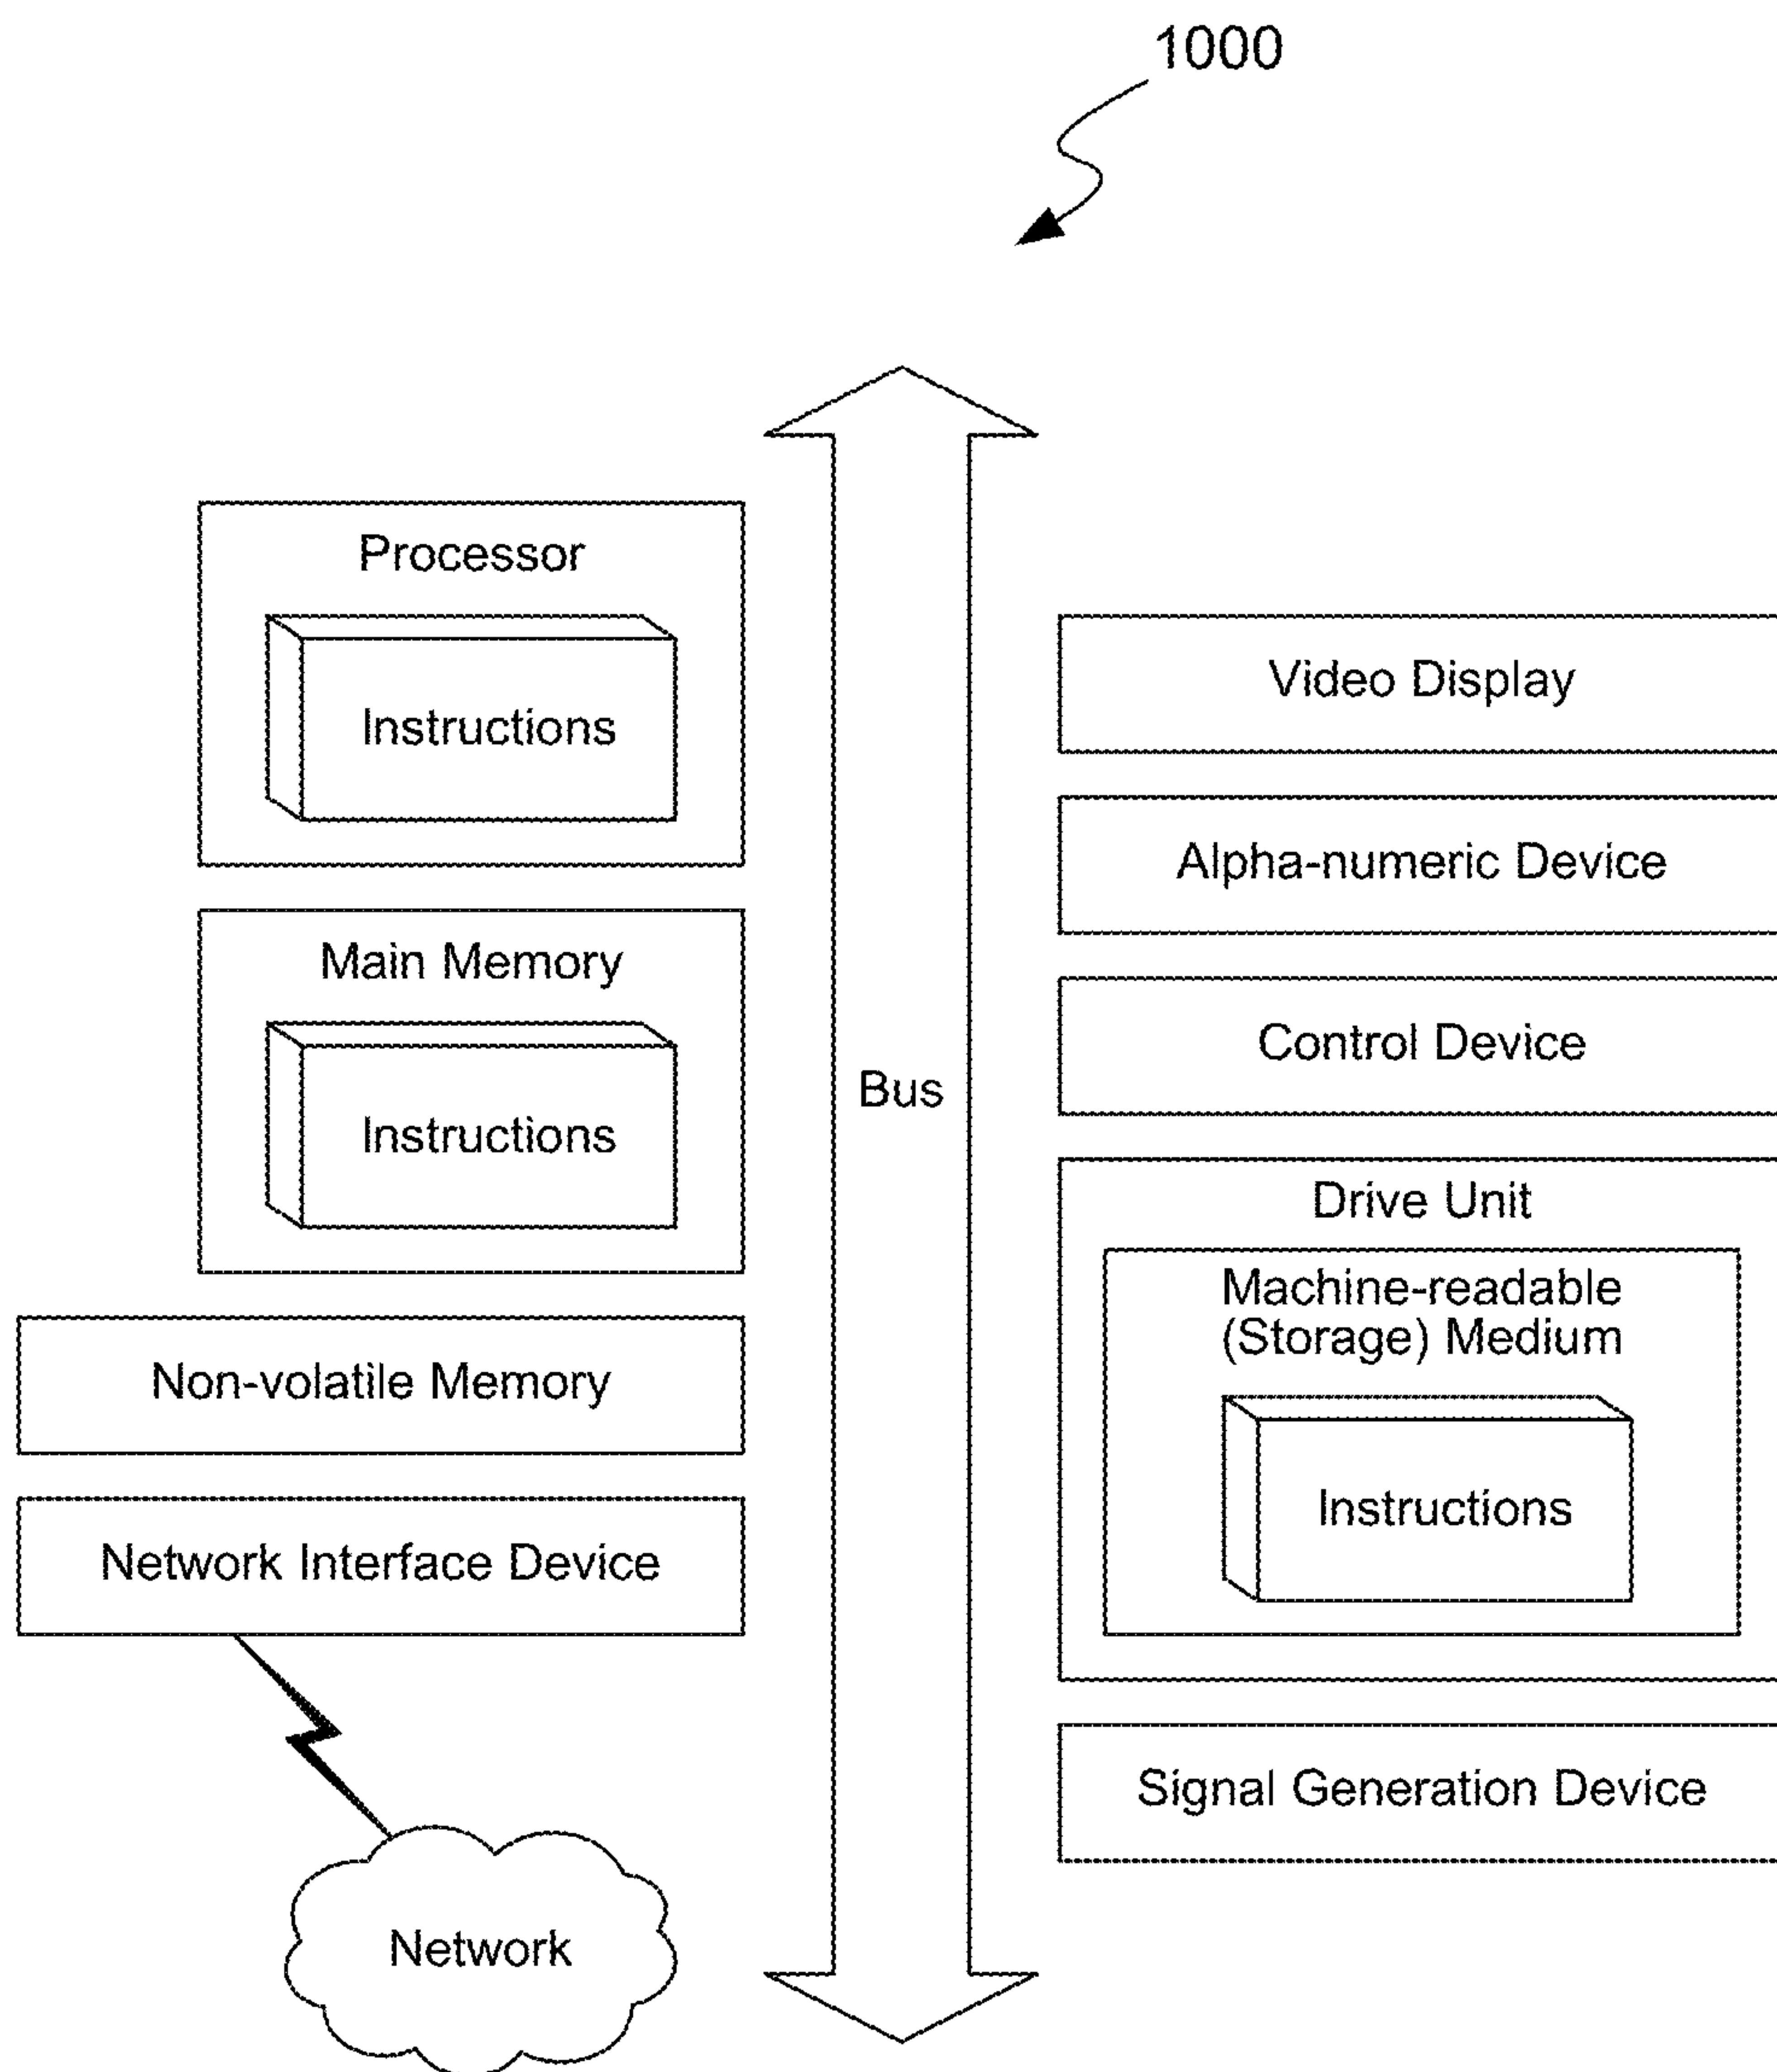 1000
Processor
Instructions
Main Memory
Instructions
Non-volatile Memory
Network Interface Device
Network
Bus
Video Display
Alpha-numeric Device
Control Device
Drive Unit
Machine-readable
(Storage) Medium
Instructions
Signal Generation Device